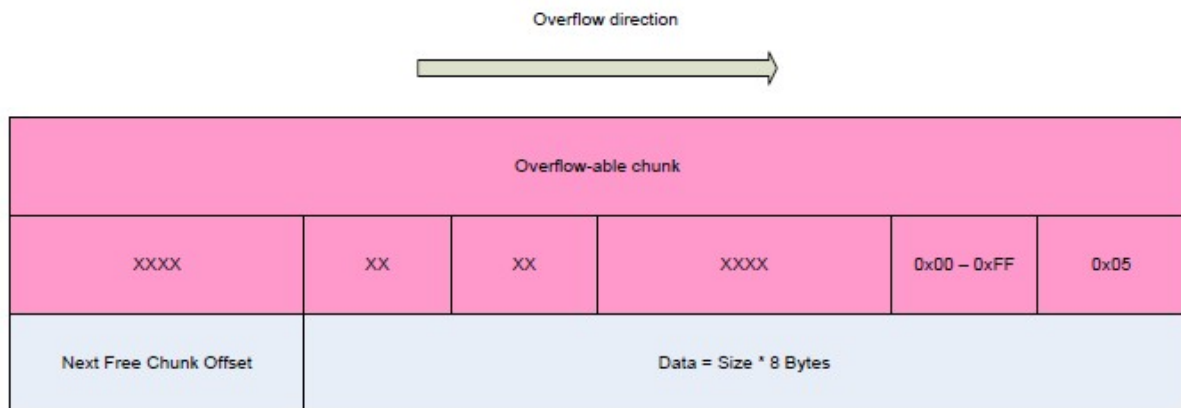 Overflow direction
Overflow-able chunk
XXXX XX XX XXXX 0x00 – 0xFF 0x05
Next Free Chunk Offset Data = Size * 8 Bytes